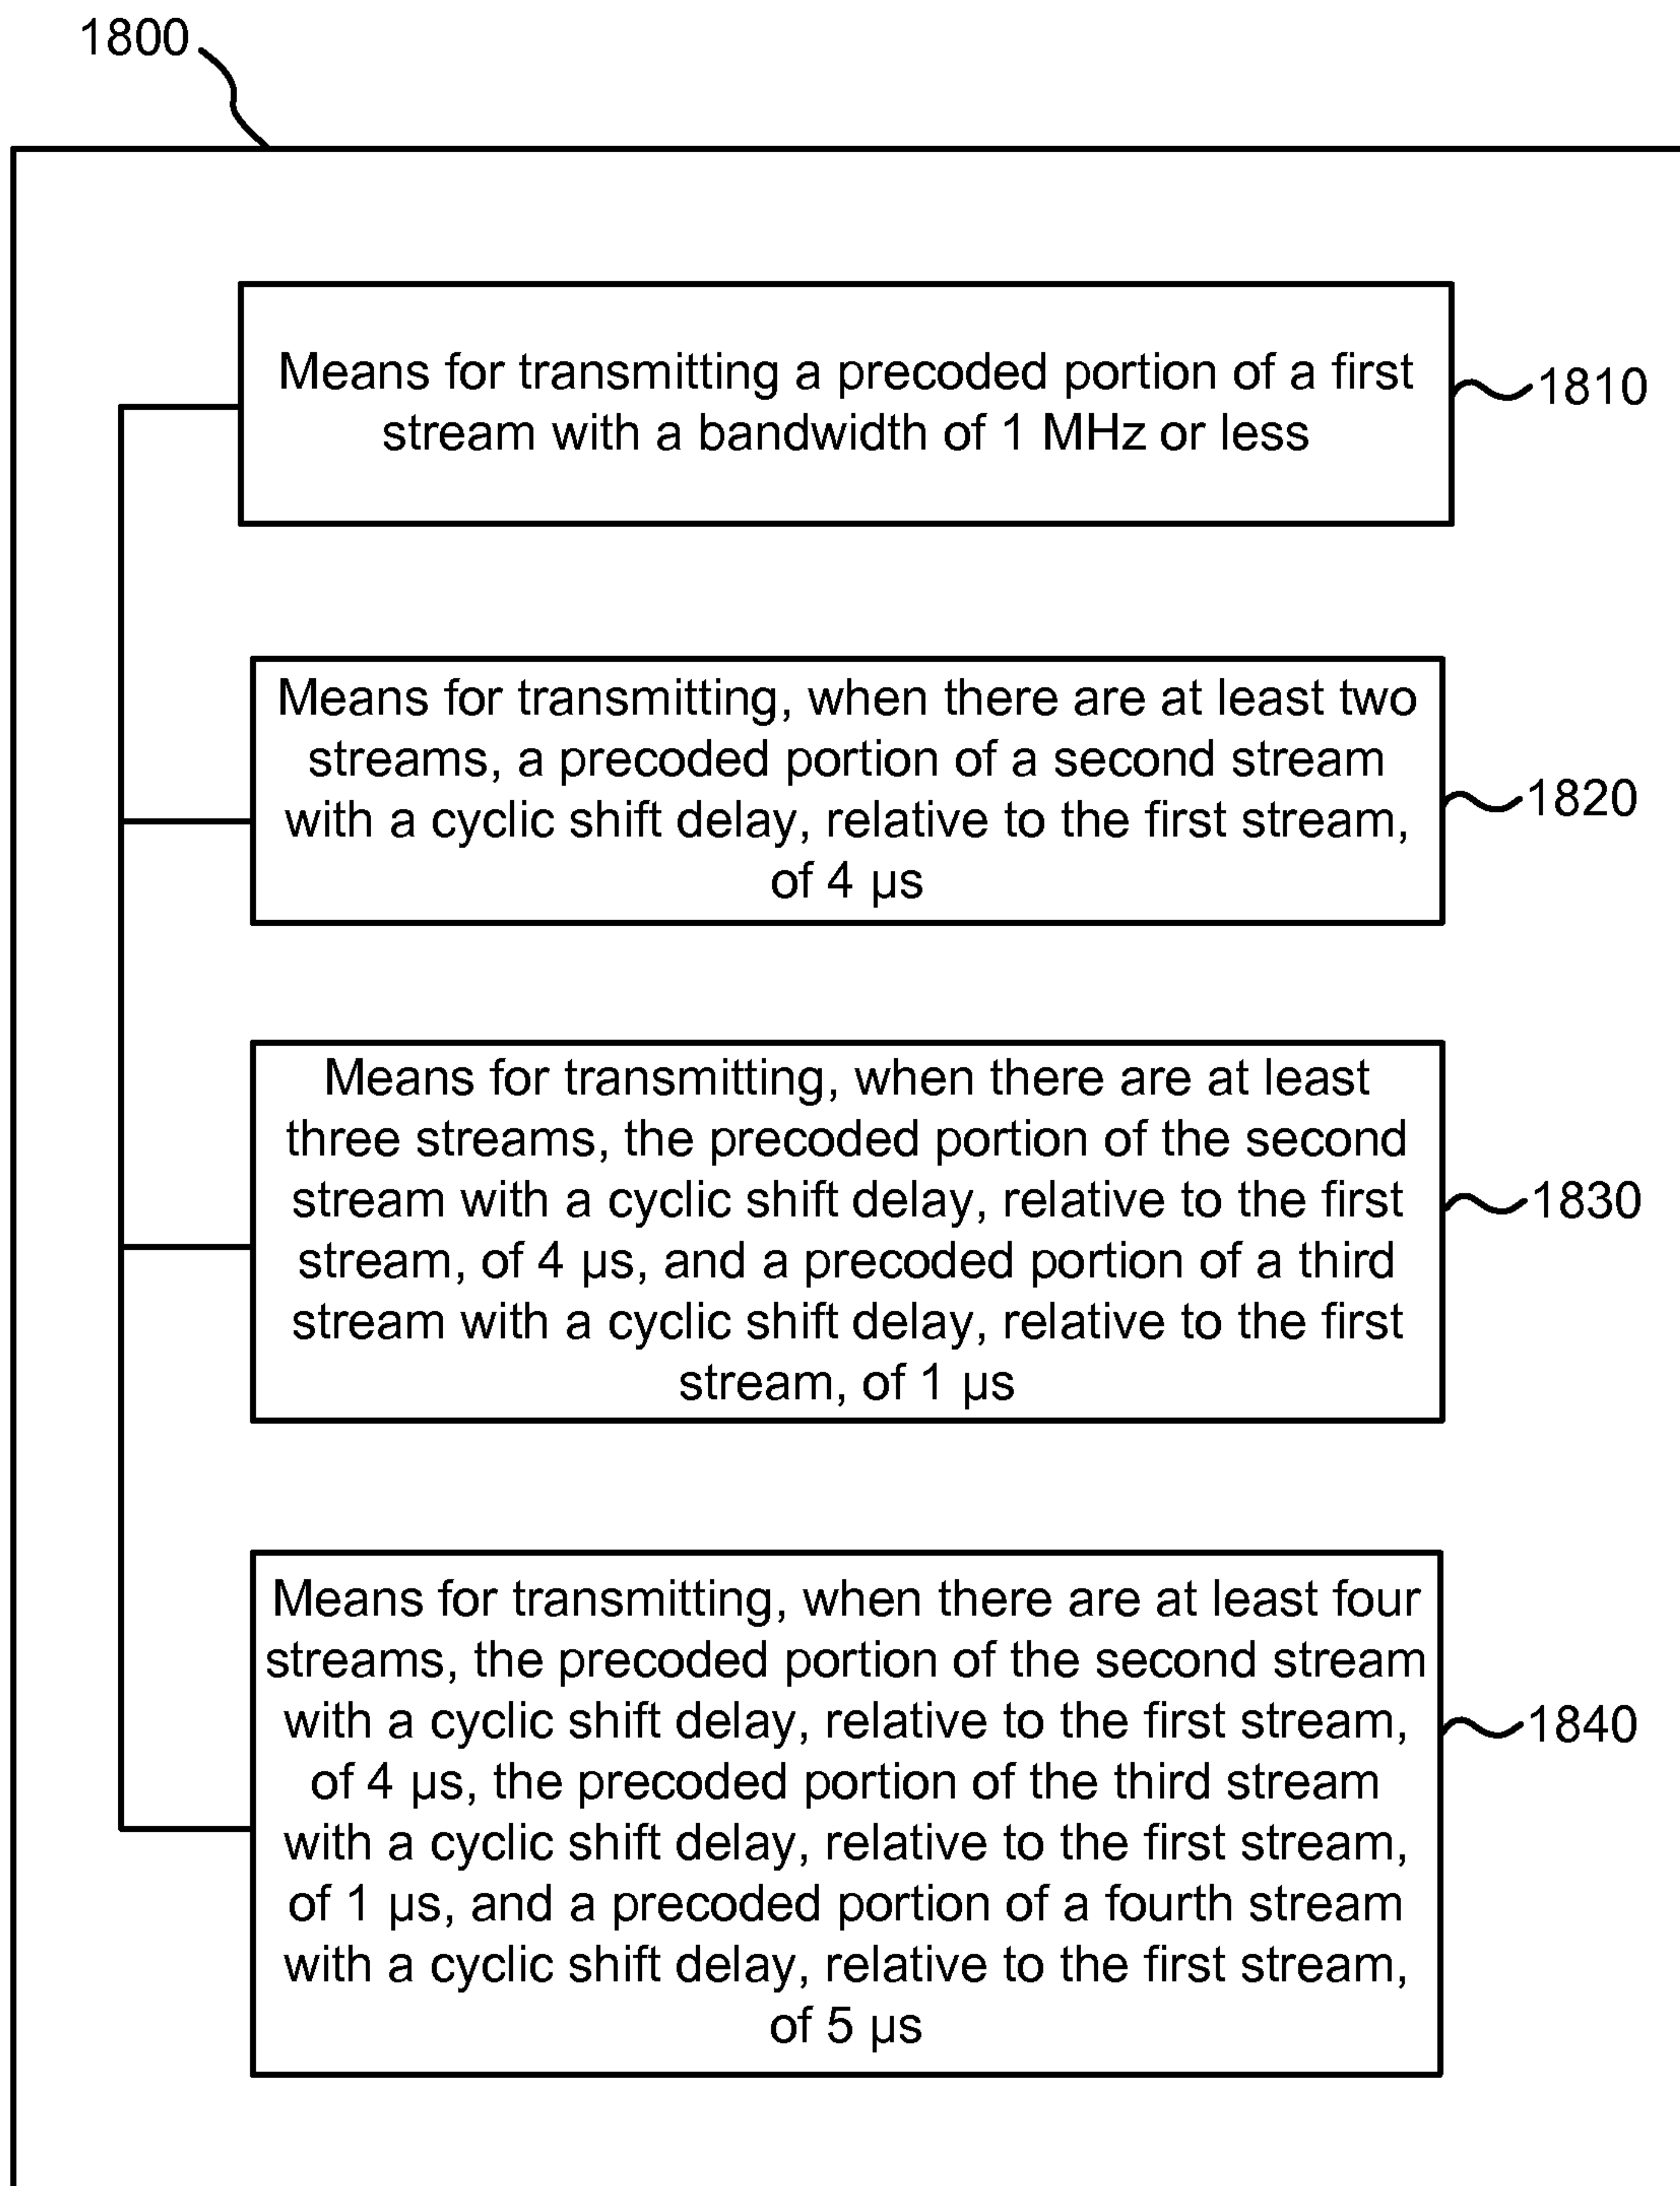 1800
Means for transmitting a precoded portion of a first
stream with a bandwidth of 1 MHz or less
1810
Means for transmitting, when there are at least two
streams, a precoded portion of a second stream
with a cyclic shift delay, relative to the first stream,
of 4 µs
1820
Means for transmitting, when there are at least
three streams, the precoded portion of the second
stream with a cyclic shift delay, relative to the first
stream, of 4 µs, and a precoded portion of a third
stream with a cyclic shift delay, relative to the first
stream, of 1 µs
1830
Means for transmitting, when there are at least four
streams, the precoded portion of the second stream
with a cyclic shift delay, relative to the first stream,
of 4 µs, the precoded portion of the third stream
with a cyclic shift delay, relative to the first stream,
of 1 µs, and a precoded portion of a fourth stream
with a cyclic shift delay, relative to the first stream,
of 5 µs
1840